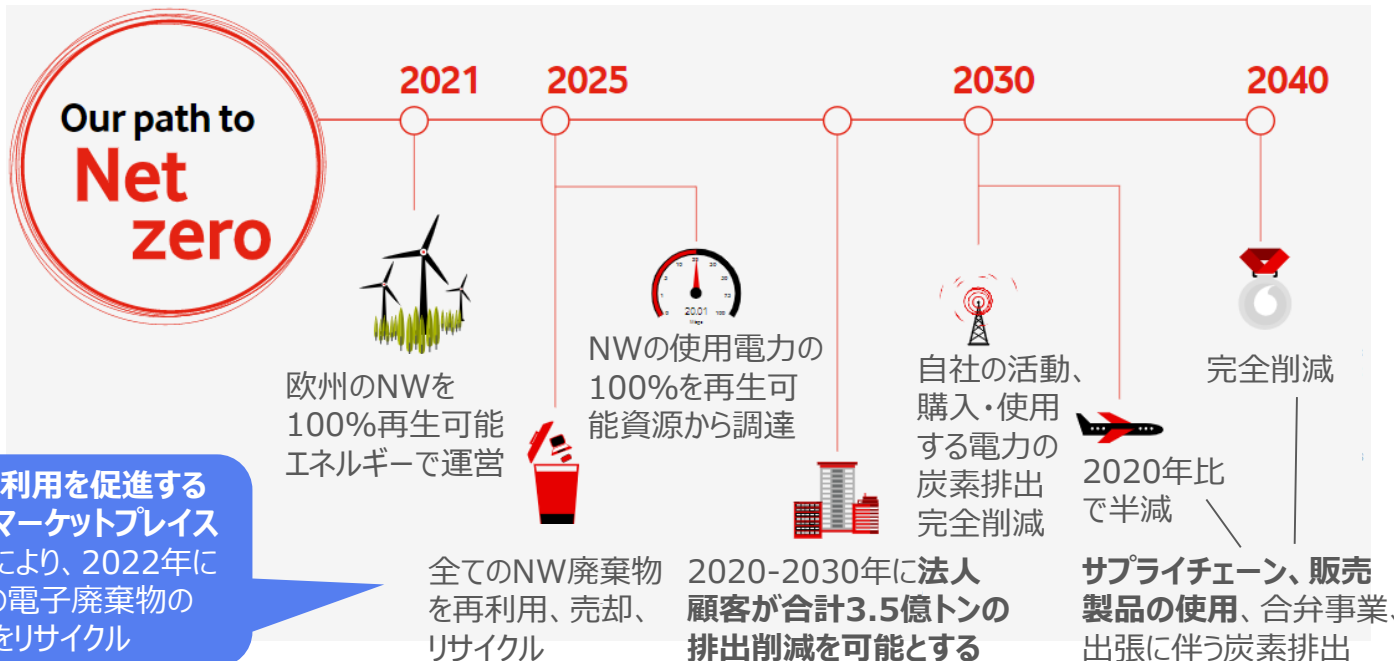 Our path to
Net
zero
2021
2025
2030
2040
欧州のNWを
100%再生可能
エネルギーで運営
NWの使用電力の
100%を再生可
能資源から調達
20.01
自社の活動、
購入・使用
する電力の
炭素排出
完全削減
2020年比
で半減
完全削減
利用を促進する
マーケットプレイス
により、2022年に
の電子廃棄物の
をリサイクル
全てのNW廃棄物
を再利用、売却、
リサイクル
2020-2030年に法人
顧客が合計3.5億トンの
排出削減を可能とする
サプライチェーン、販売
製品の使用、合弁事業、
出張に伴う炭素排出